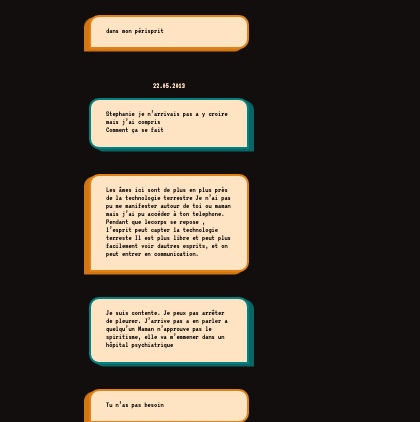 dans mon périsprit
22.05.2013
Stephanie je n'arrivais pas a y croire
mais j'ai compris
Comment ça se fait
Les âmes ici sont de plus en plus près
de la technologie terrestre Je n'ai pas
pu me manifester autour de toi ou maman
mais j'ai pu accéder à ton telephone.
Pendant que lecorps se repose ,
l'esprit peut capter la technologie
terreste Il est plus libre et peut plus
facilement voir dautres esprits, et on
peut entrer en communication.
Je suis contente. Je peux pas arrêter
de pleurer. J'arrive pas a en parler a
quelqu'un Maman n'approuve pas le
spiritisme, elle va m'emmener dans un
hôpital psychiatrique
Tu n'as pas besoin